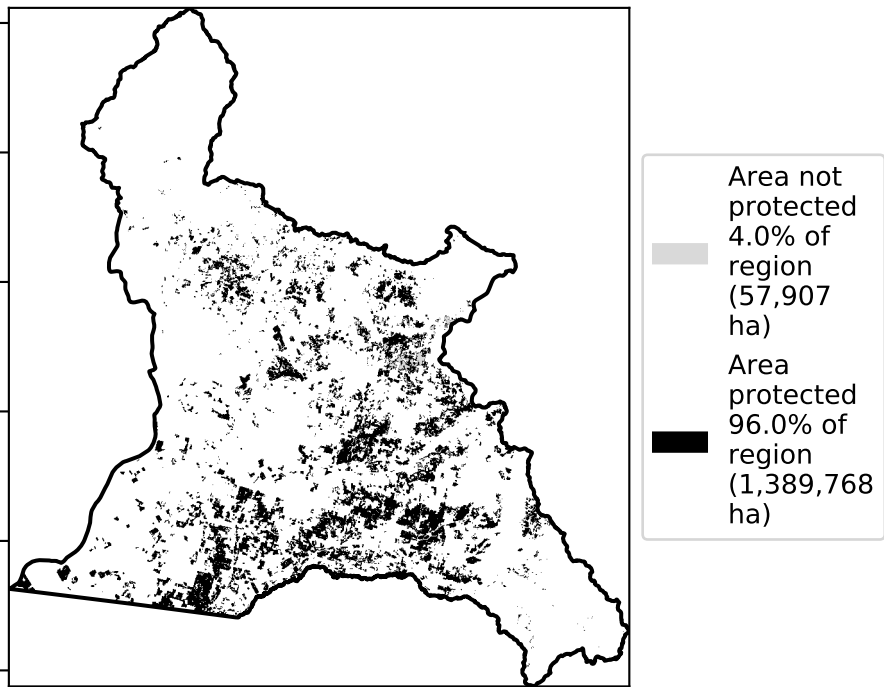 Area not
protected
4.0% of
region
(57,907
ha)
Area
protected
96.0% of
region
(1,389,768
ha)